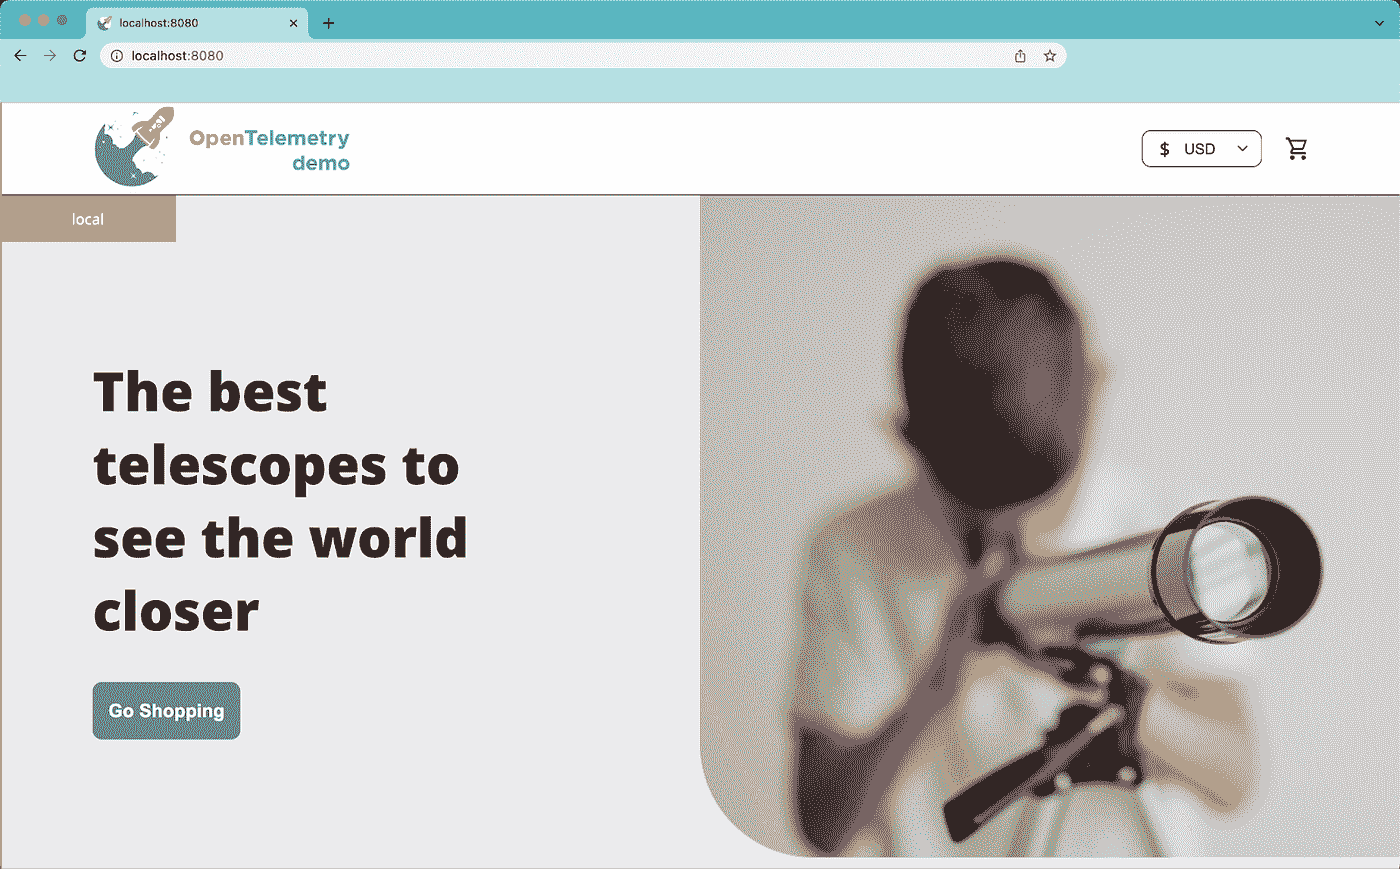 localhost:8080
localhost:8080
OpenTelemetry
demo
$ USD
local
The best
telescopes to
see the world
closer
Go Shopping